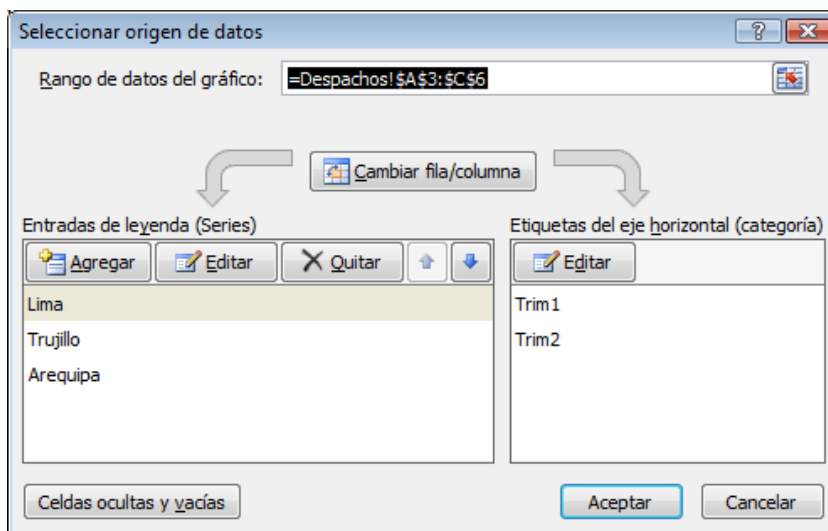 Seleccionar origen de datos
Rango de datos del gráfico: =Despachos!$A$3:$C$6
Cambiar fila/columna
Entradas de leyenda (Series)
Agregar Editar Quitar
Lima
Trujillo
Arequipa
Etiquetas del eje horizontal (categoría)
Editar
Trim1
Trim2
Celdas ocultas y vacías
Aceptar Cancelar